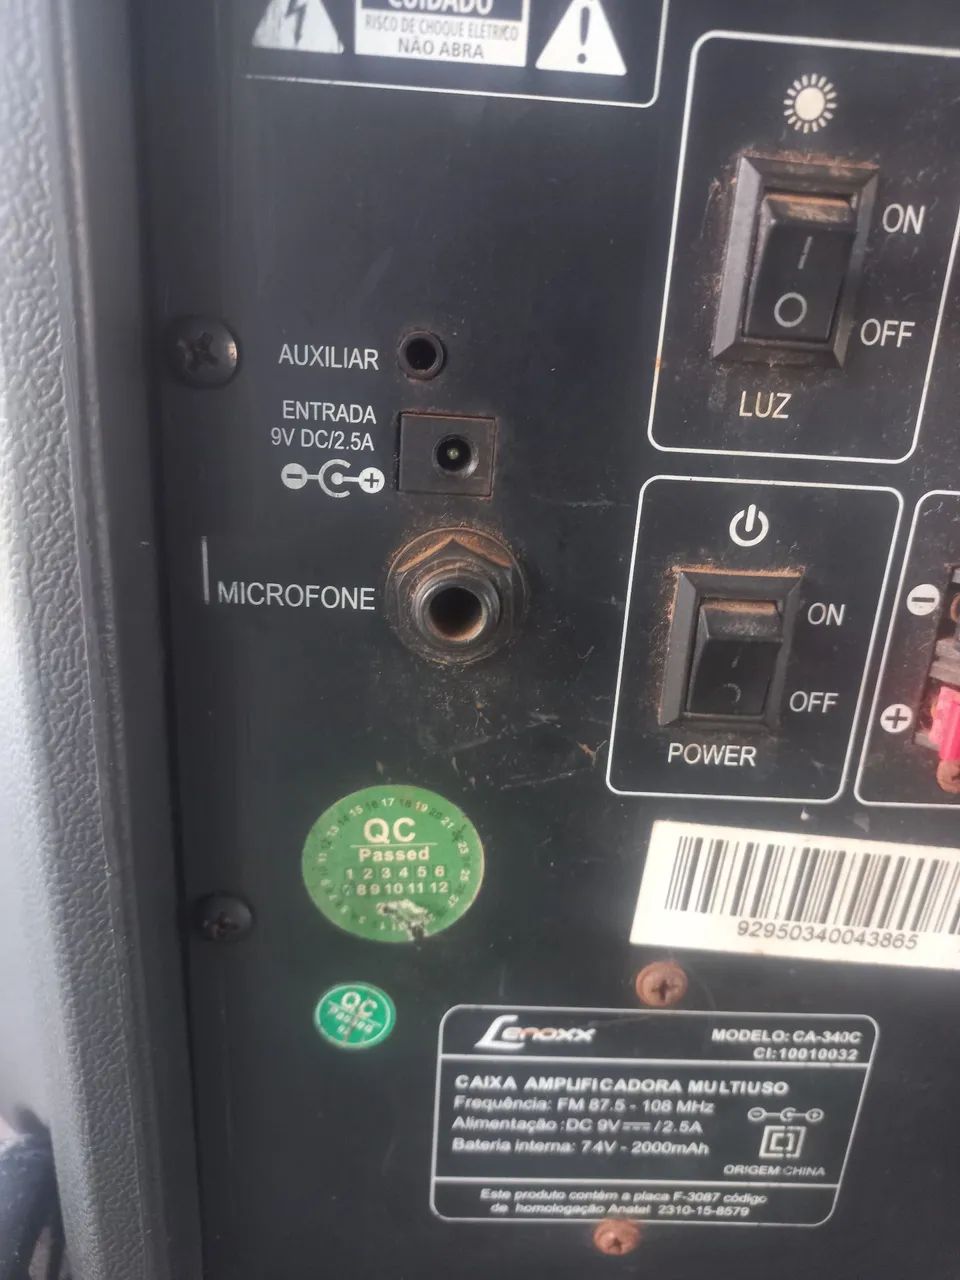 CUIDADO
RISCO DE CHOQUE ELÉTRICO
NÃO ABRA
ON
OFF
LUZ
AUXILIAR
ENTRADA
9V DC/2.5A
MICROFONE
ON
OFF
POWER
QC
Passed
1 2 3 4 5 6
7 8 9 10 11 12
92950340043865
QC
Passed
Lenoxx
MODELO: CA-340C
CI:10010032
CAIXA AMPLIFICADORA MULTIUSO
Frequência: FM 87.5 - 108 MHz
Alimentação :DC 9V / 2.5A
Bateria interna: 7.4V - 2000mAh
ORIGEM:CHINA
Este produto contém a placa F-3087 código
de homologação Anatel 2310-15-8579